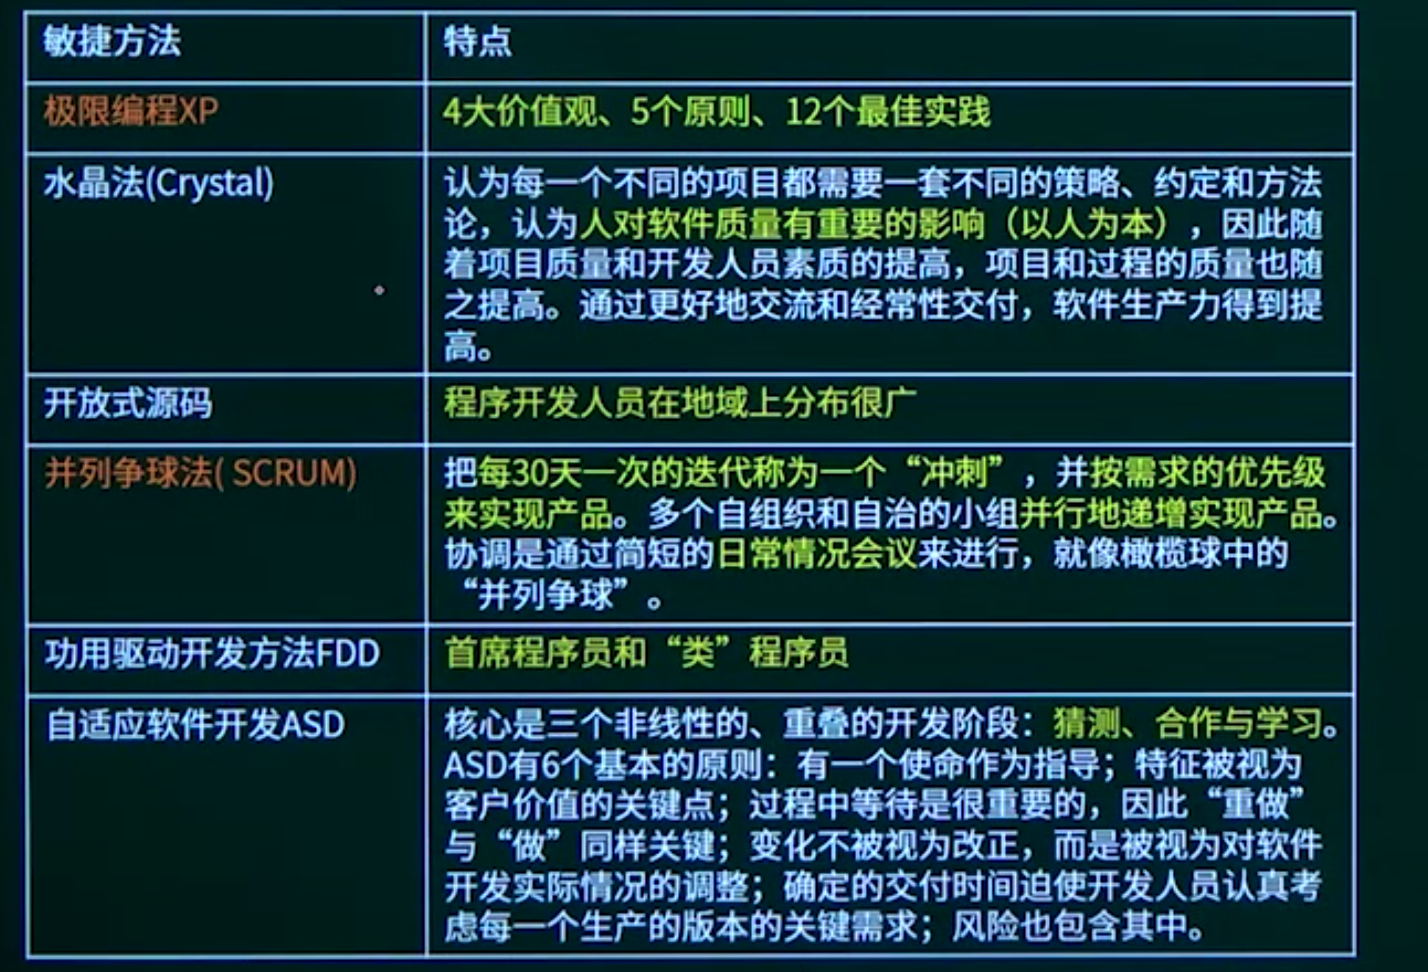 敏捷方法
特点
极限编程XP
4大价值观、5个原则、12个最佳实践
水晶法(Crystal)
认为每一个不同的项目都需要一套不同的策略、约定和方法
论，认为人对软件质量有重要的影响（以人为本），因此随
着项目质量和开发人员素质的提高，项目和过程的质量也随
之提高。通过更好地交流和经常性交付，软件生产力得到提
高。
开放式源码
程序开发人员在地域上分布很广
并列争球法( SCRUM)
把每30天一次的迭代称为一个“冲刺”，并按需求的优先级
来实现产品。多个自组织和自治的小组并行地递增实现产品。
协调是通过简短的日常情况会议来进行，就像橄榄球中的
“并列争球”。
功用驱动开发方法FDD
首席程序员和“类”程序员
自适应软件开发ASD
核心是三个非线性的、重叠的开发阶段：猜测、合作与学习。
ASD有6个基本的原则：有一个使命作为指导；特征被视为
客户价值的关键点；过程中等待是很重要的，因此“重做”
与“做”同样关键；变化不被视为改正，而是被视为对软件
开发实际情况的调整；确定的交付时间迫使开发人员认真考
虑每一个生产的版本的关键需求；风险也包含其中。